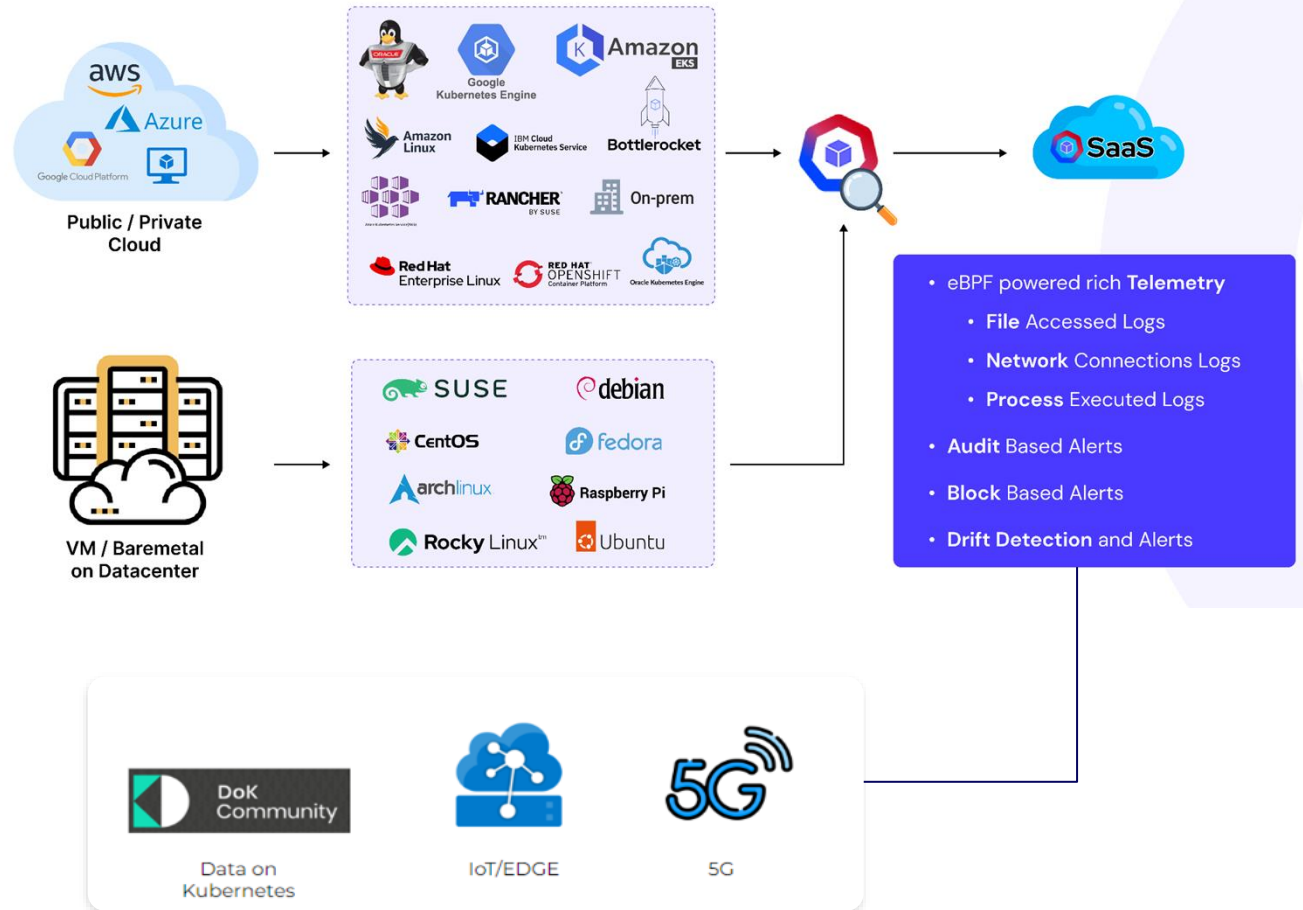 aws
Azure
Google Cloud Platform
Public / Private
Cloud
ORACLE
Google
Kubernetes Engine
K
Amazon
EKS
Amazon
Linux
IBM Cloud
Kubernetes Service
Bottlerocket
RANCHER®
BY SUSE
On-prem
Red Hat
Enterprise Linux
RED HAT®
OPENSHIFT
Container Platform
Oracle Kubernetes Engine
SaaS
• eBPF powered rich Telemetry
• File Accessed Logs
• Network Connections Logs
• Process Executed Logs
• Audit Based Alerts
• Block Based Alerts
• Drift Detection and Alerts
VM / Baremetal
on Datacenter
SUSE
debian
CentOS
fedora
archlinux
Raspberry Pi
Rocky Linux™
Ubuntu
DoK
Community
Data on
Kubernetes
IoT/EDGE
5G
5G